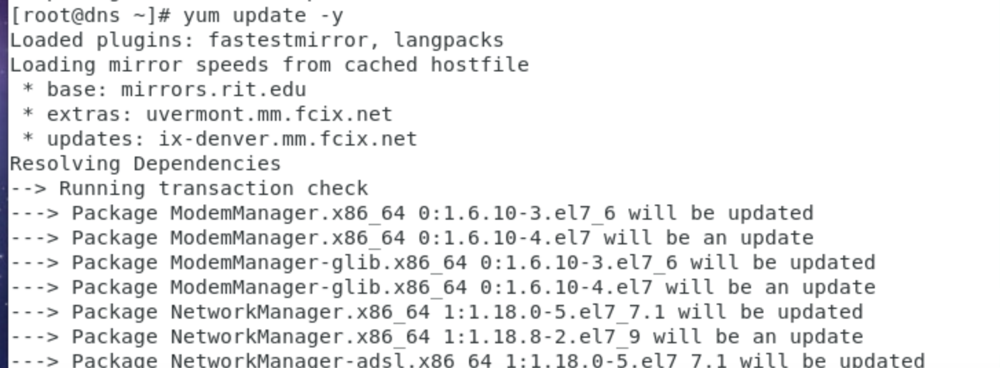 [root@dns ~]# yum update -y
Loaded plugins: fastestmirror, langpacks
Loading mirror speeds from cached hostfile
 * base: mirrors.rit.edu
 * extras: uvermont.mm.fcix.net
 * updates: ix-denver.mm.fcix.net
Resolving Dependencies
--> Running transaction check
---> Package ModemManager.x86_64 0:1.6.10-3.el7_6 will be updated
---> Package ModemManager.x86_64 0:1.6.10-4.el7 will be an update
---> Package ModemManager-glib.x86_64 0:1.6.10-3.el7_6 will be updated
---> Package ModemManager-glib.x86_64 0:1.6.10-4.el7 will be an update
---> Package NetworkManager.x86_64 1:1.18.0-5.el7_7.1 will be updated
---> Package NetworkManager.x86_64 1:1.18.8-2.el7_9 will be an update
---> Package NetworkManager-adsl.x86_64 1:1.18.0-5.el7_7.1 will be updated